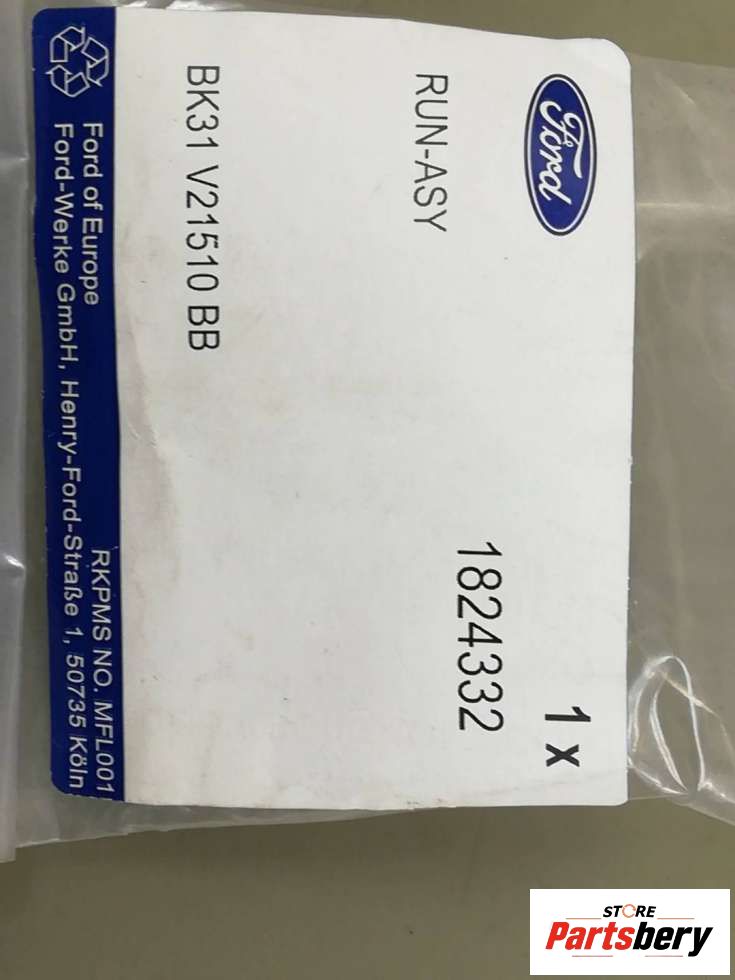 Ford
1 x
RUN-ASY
1824332
BK31 V21510 BB
Ford of Europe
RKPMS NO. MFL001
Ford-Werke GmbH, Henry-Ford-Straße 1, 50735 Köln
STORE
Partsbery